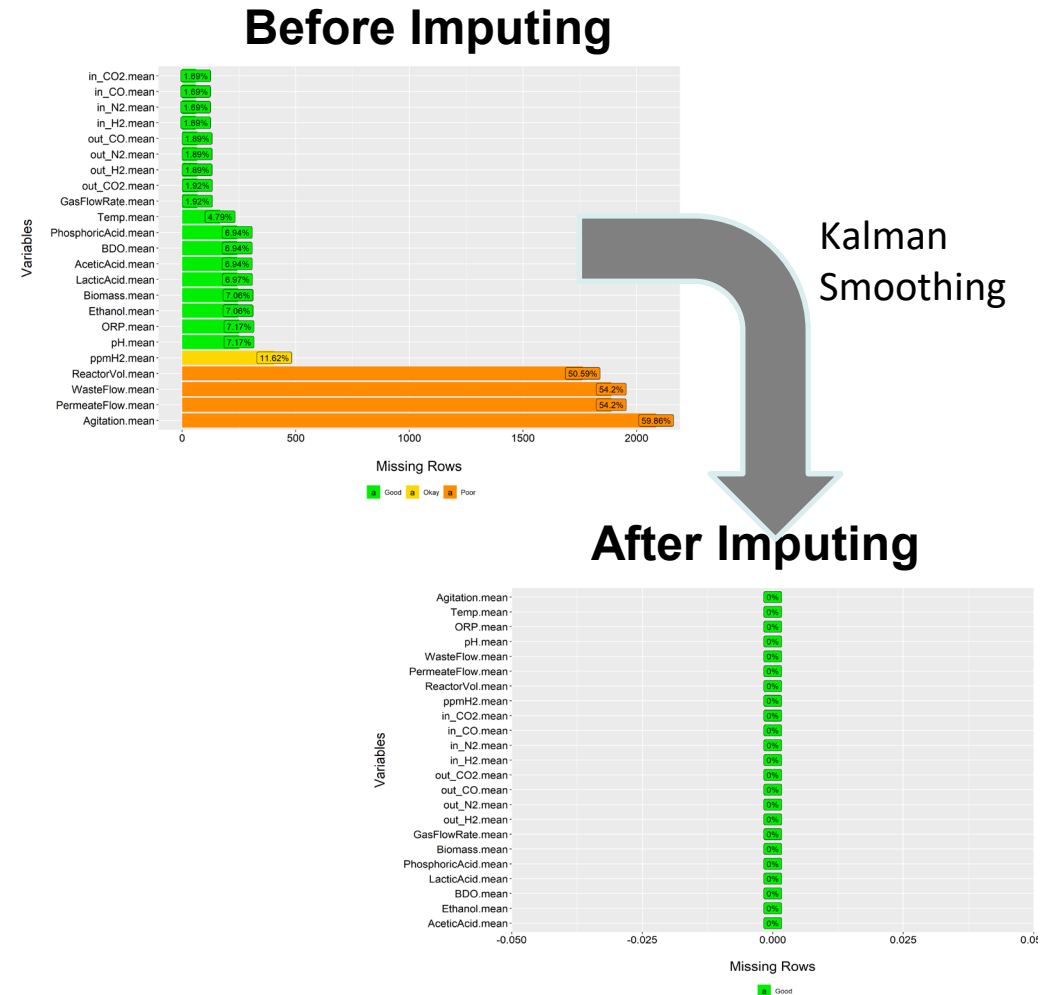 Before Imputing
in_CO2.mean 1.69%
in_CO.mean 1.69%
in_N2.mean 1.69%
in_H2.mean 1.69%
out_CO.mean 1.89%
out_N2.mean 1.89%
out_H2.mean 1.89%
out_CO2.mean 1.92%
GasFlowRate.mean 1.92%
Temp.mean 4.79%
PhosphoricAcid.mean 6.94%
BDO.mean 6.94%
AceticAcid.mean 6.94%
LacticAcid.mean 6.97%
Biomass.mean 7.06%
Ethanol.mean 7.06%
ORP.mean 7.17%
pH.mean 7.17%
ppmH2.mean 11.62%
ReactorVol.mean 50.59%
WasteFlow.mean 54.2%
PermeateFlow.mean 54.2%
Agitation.mean 59.86%
Variables
0 500 1000 1500 2000
Missing Rows
a Good a Okay a Poor
Kalman
Smoothing
After Imputing
Agitation.mean 0%
Temp.mean 0%
ORP.mean 0%
pH.mean 0%
WasteFlow.mean 0%
PermeateFlow.mean 0%
ReactorVol.mean 0%
ppmH2.mean 0%
in_CO2.mean 0%
in_CO.mean 0%
in_N2.mean 0%
in_H2.mean 0%
out_CO2.mean 0%
out_CO.mean 0%
out_N2.mean 0%
out_H2.mean 0%
GasFlowRate.mean 0%
Biomass.mean 0%
PhosphoricAcid.mean 0%
LacticAcid.mean 0%
BDO.mean 0%
Ethanol.mean 0%
AceticAcid.mean 0%
Variables
-0.050 -0.025 0.000 0.025 0.05
Missing Rows
a Good